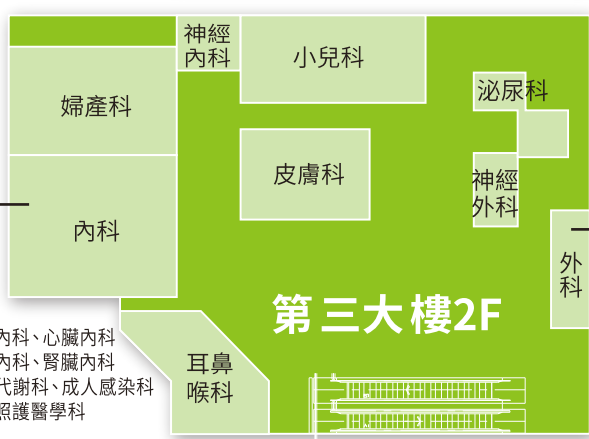 神經
內科
小兒科
婦產科
泌尿科
皮膚科
神經
外科
內科
外
科
第三大樓2F
內科、心臟內科
內科、腎臟內科
代謝科、成人感染科
照護醫學科
耳鼻
喉科